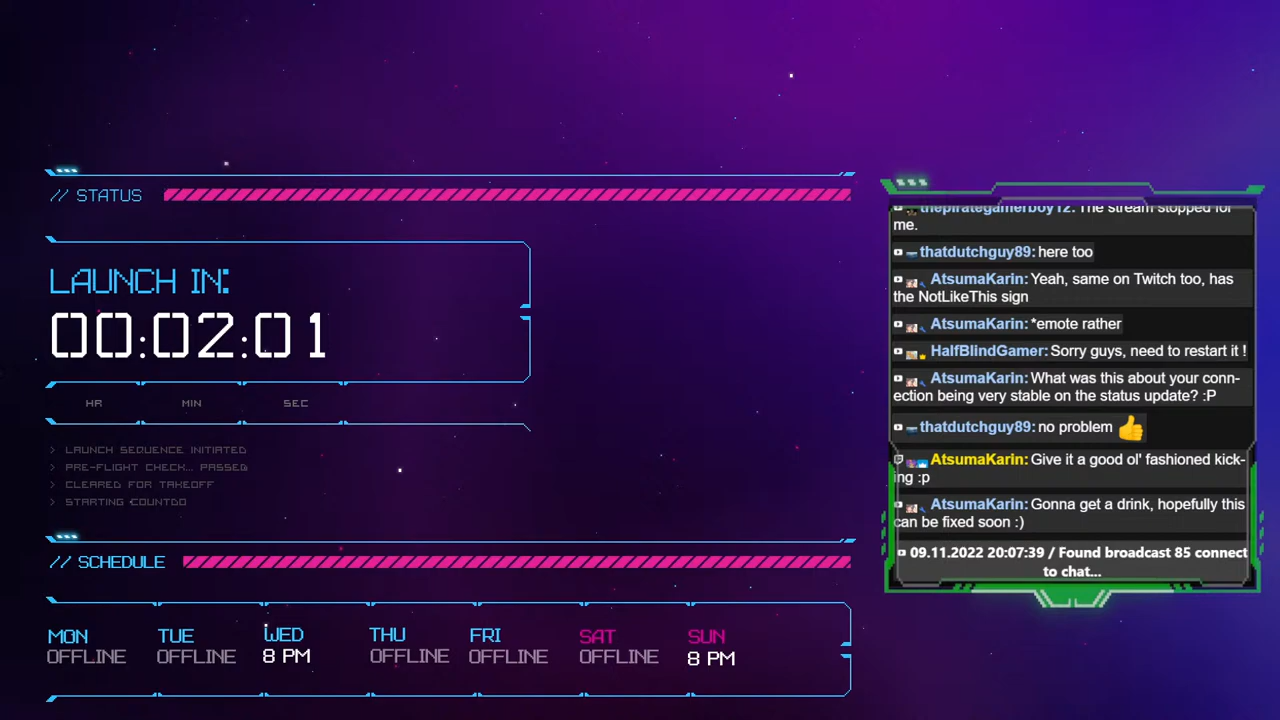 // STATUS
LAUNCH IN:
00:02:01
HR MIN SEC
> LAUNCH SEQUENCE INITIATED
> PRE-FLIGHT CHECK... PASSED
> CLEARED FOR TAKEOFF
> STARTING COUNTDO
// SCHEDULE
MON TUE WED THU FRI SAT SUN
OFFLINE OFFLINE 8 PM OFFLINE OFFLINE OFFLINE 8 PM
thepirategamerboy12: The stream stopped for
me.
thatdutchguy89: here too
AtsumaKarin: Yeah, same on Twitch too, has
the NotLikeThis sign
AtsumaKarin: *emote rather
HalfBlindGamer: Sorry guys, need to restart it !
AtsumaKarin: What was this about your conn-
ection being very stable on the status update? :P
thatdutchguy89: no problem 👍
AtsumaKarin: Give it a good ol' fashioned kick-
ing :p
AtsumaKarin: Gonna get a drink, hopefully this
can be fixed soon :)
09.11.2022 20:07:39 / Found broadcast 85 connect
to chat...